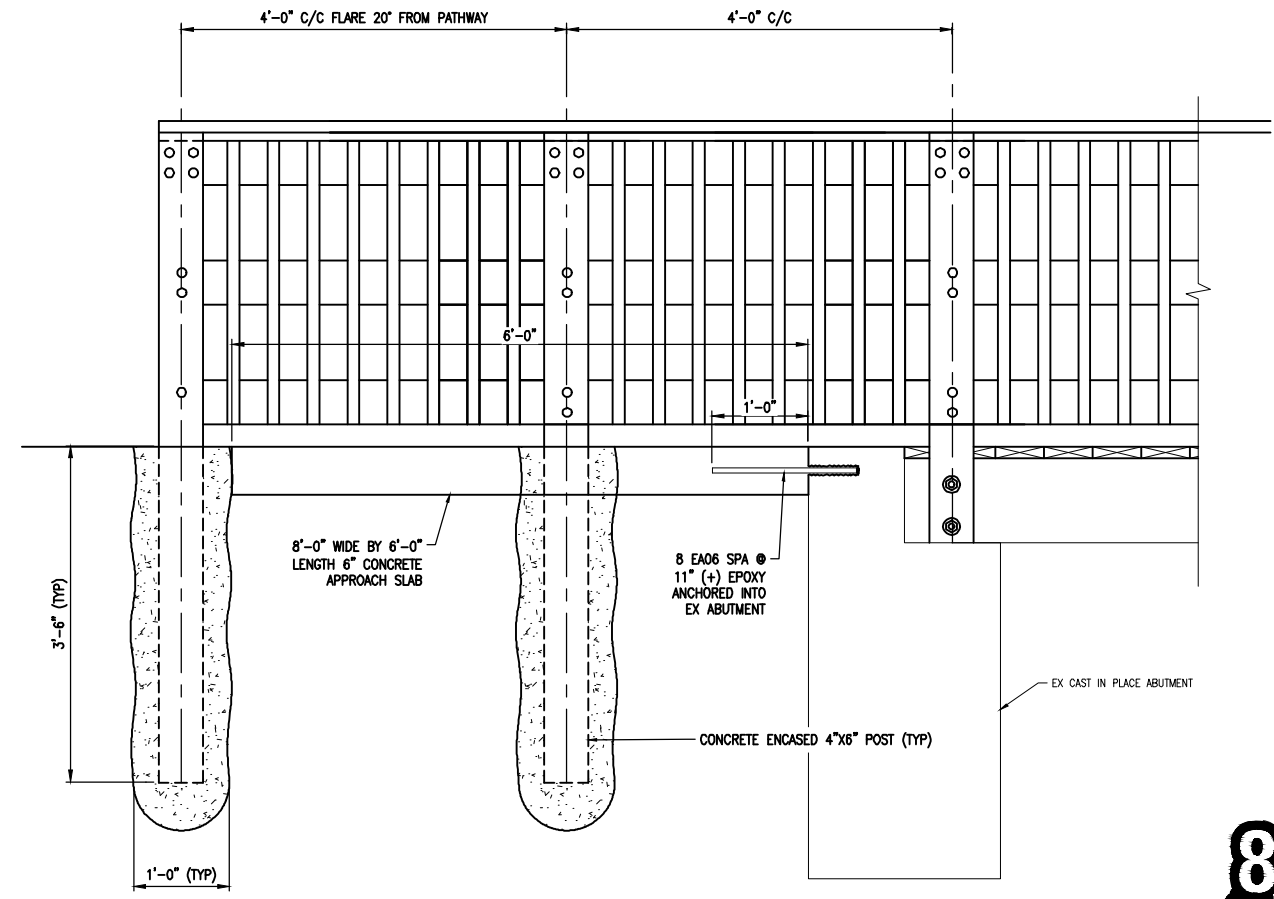 4'-0" C/C FLARE 20° FROM PATHWAY
4'-0" C/C
6'-0"
1'-0"
8'-0" WIDE BY 6'-0"
LENGTH 6" CONCRETE
APPROACH SLAB
8 EA06 SPA @
11" (+) EPOXY
ANCHORED INTO
EX ABUTMENT
3'-6" (TYP)
EX CAST IN PLACE ABUTMENT
CONCRETE ENCASED 4"X6" POST (TYP)
1'-0" (TYP)
8